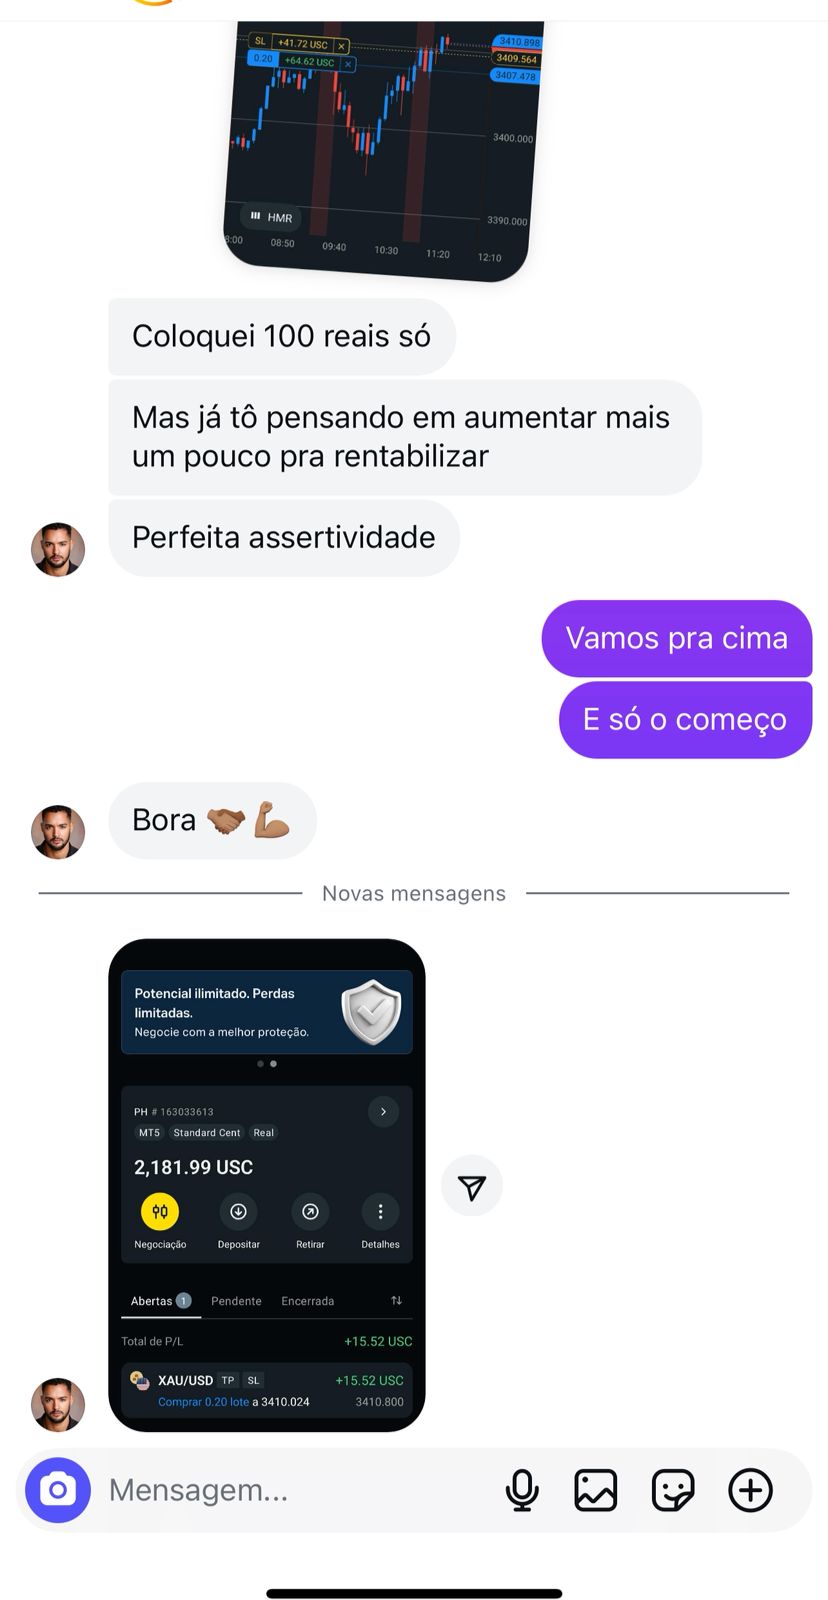 SL +41.72 USC ×
0.20 +64.62 USC ×
3410.898
3409.564
3407.478
3400.000
3390.000
HMR
8:00 08:50 09:40 10:30 11:20 12:10
Coloquei 100 reais só
Mas já tô pensando em aumentar mais
um pouco pra rentabilizar
Perfeita assertividade
Vamos pra cima
E só o começo
Bora 🤝🏽💪🏽
Novas mensagens
Potencial ilimitado. Perdas
limitadas.
Negocie com a melhor proteção.
PH # 163033613
MT5 Standard Cent Real
2,181.99 USC
Negociação Depositar Retirar Detalhes
Abertas 1 Pendente Encerrada
Total de P/L +15.52 USC
XAU/USD TP SL +15.52 USC
Comprar 0.20 lote a 3410.024 3410.800
Mensagem...